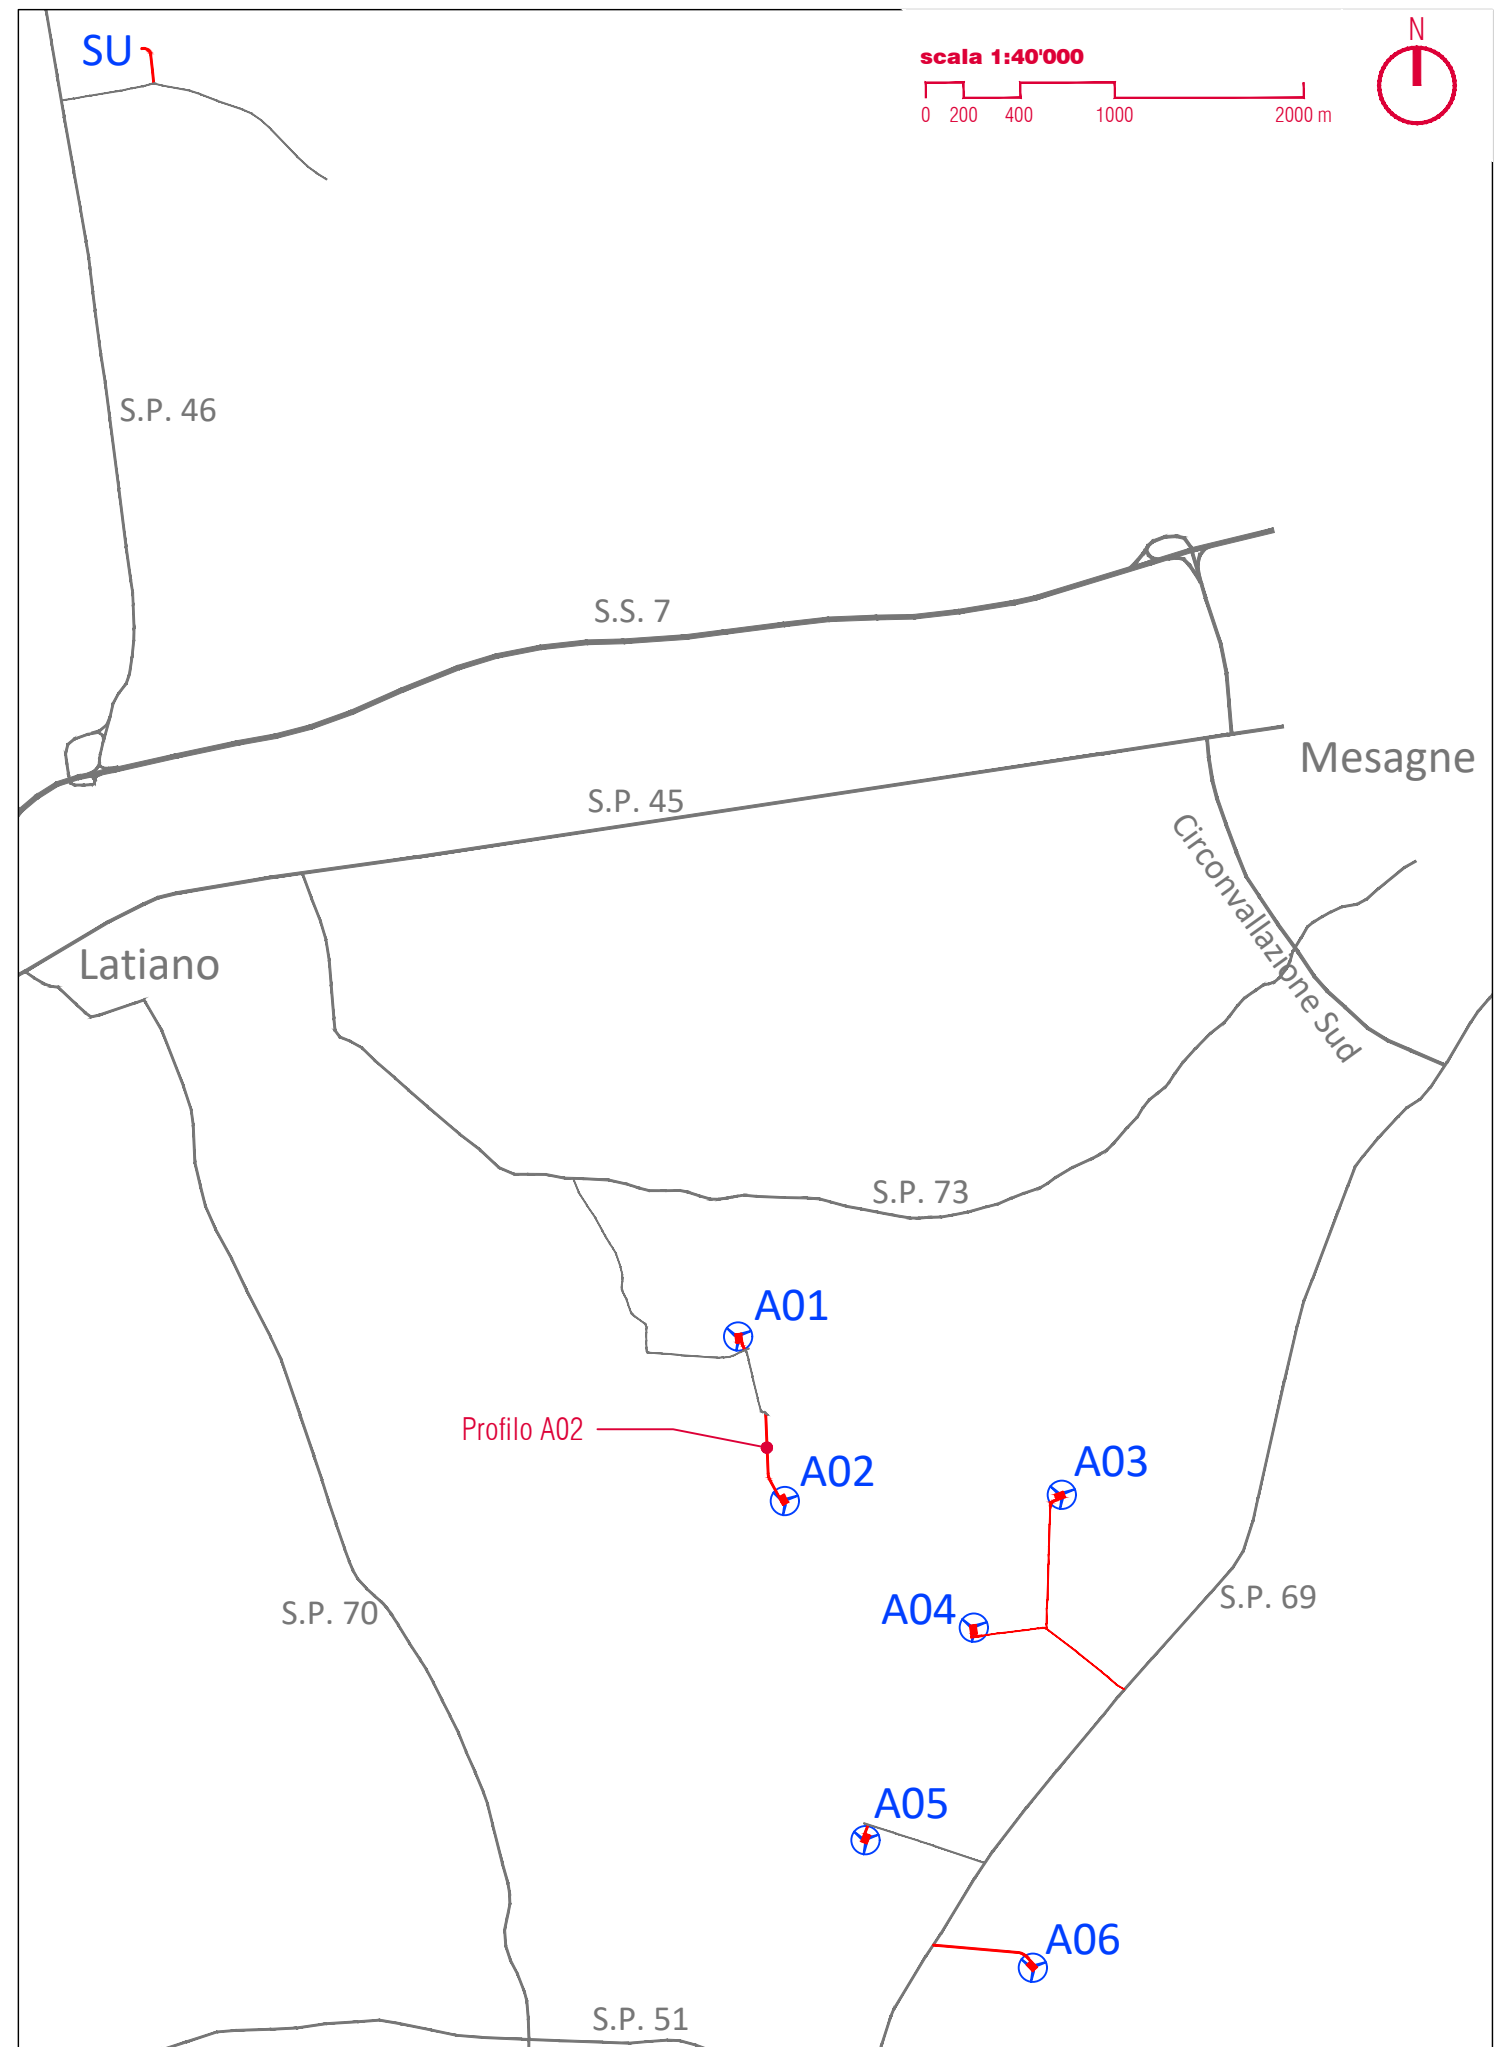 SU
scala 1:40'000
N
0 200 400 1000 2000 m
S.P. 46
S.S. 7
Mesagne
S.P. 45
Circonvallazione Sud
Latiano
S.P. 73
A01
Profilo A02
A02
A03
S.P. 69
A04
S.P. 70
A05
A06
S.P. 51